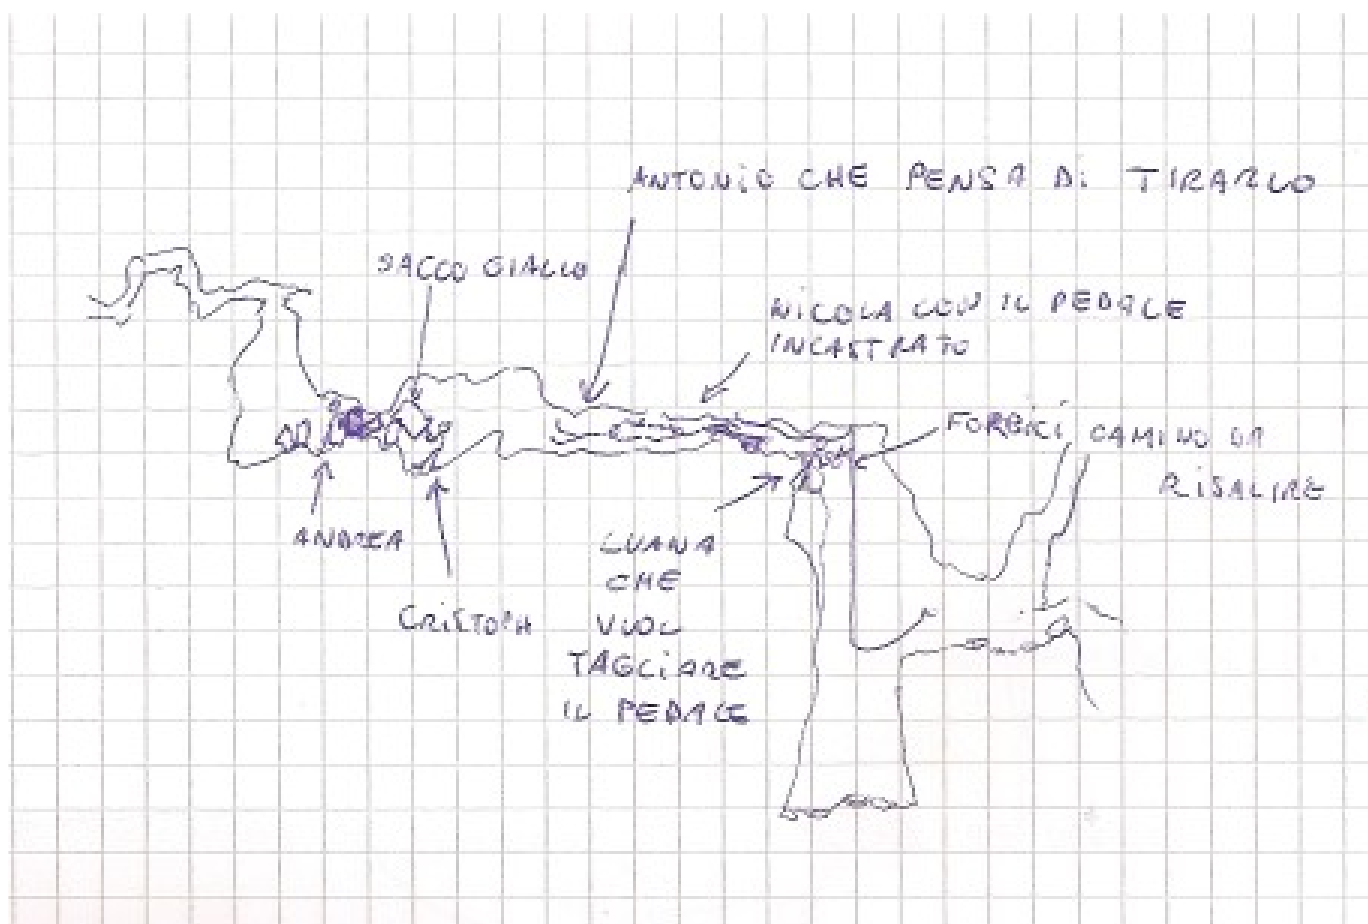 ANTONIO CHE PENSA Di TIRARLO
SACCO GIALLO
NICOLA CON IL PEDALE
INCASTRATO
FORBICI
CAMINO DA
RISALIRE
ANDREA
CRISTOPH
LUANA
CHE
VUOL
TAGLIARE
IL PEDALE